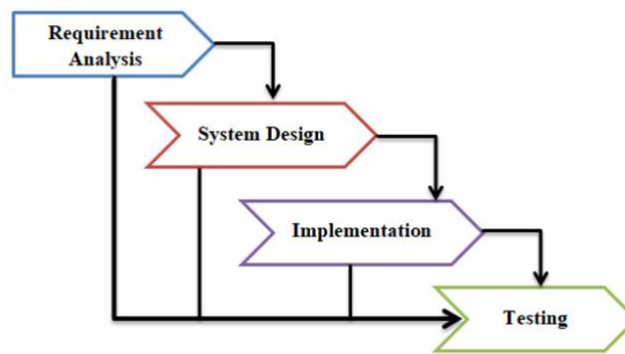 Requirement
Analysis
System Design
Implementation
Testing